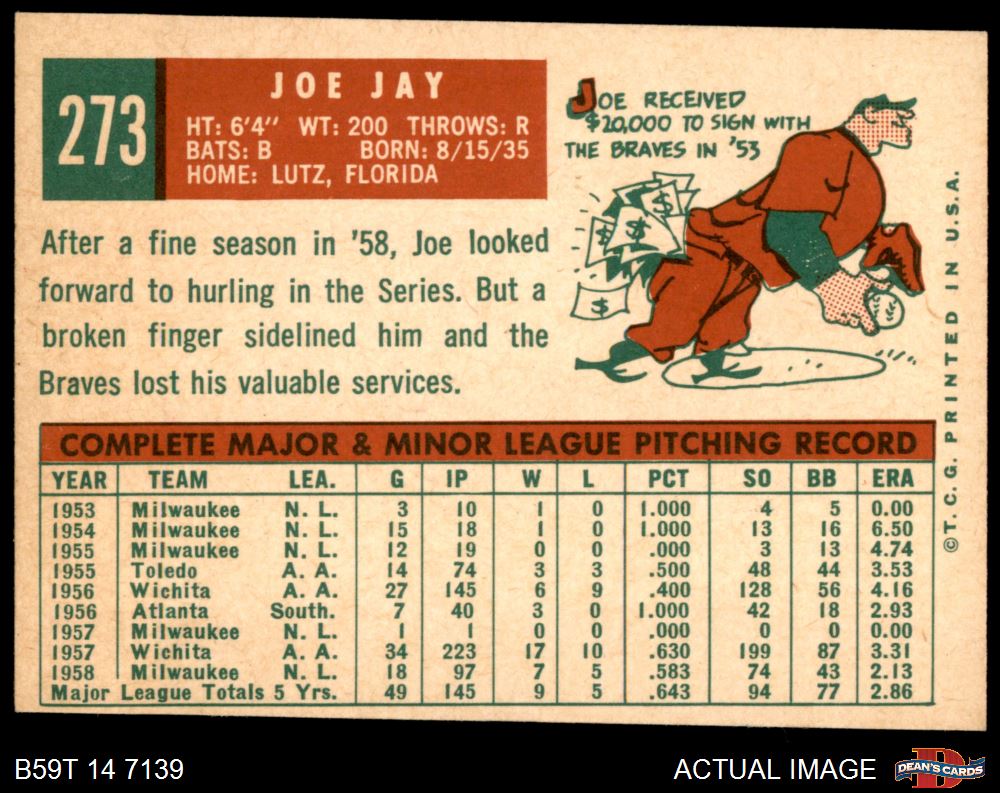 273
JOE JAY
HT: 6'4" WT: 200 THROWS: R
BATS: B BORN: 8/15/35
HOME: LUTZ, FLORIDA
JOE RECEIVED
$20,000 TO SIGN WITH
THE BRAVES IN '53
$ $ $ $ $
After a fine season in '58, Joe looked
forward to hurling in the Series. But a
broken finger sidelined him and the
Braves lost his valuable services.
COMPLETE MAJOR & MINOR LEAGUE PITCHING RECORD
YEAR TEAM LEA. G IP W L PCT SO BB ERA
1953 Milwaukee N. L. 3 10 1 0 1.000 4 5 0.00
1954 Milwaukee N. L. 15 18 1 0 1.000 13 16 6.50
1955 Milwaukee N. L. 12 19 0 0 .000 3 13 4.74
1955 Toledo A. A. 14 74 3 3 .500 48 44 3.53
1956 Wichita A. A. 27 145 6 9 .400 128 56 4.16
1956 Atlanta South. 7 40 3 0 1.000 42 18 2.93
1957 Milwaukee N. L. 1 1 0 0 .000 0 0 0.00
1957 Wichita A. A. 34 223 17 10 .630 199 87 3.31
1958 Milwaukee N. L. 18 97 7 5 .583 74 43 2.13
Major League Totals 5 Yrs. 49 145 9 5 .643 94 77 2.86
©T. C. G. PRINTED IN U.S.A.
B59T 14 7139
ACTUAL IMAGE
D
DEAN'S CARDS